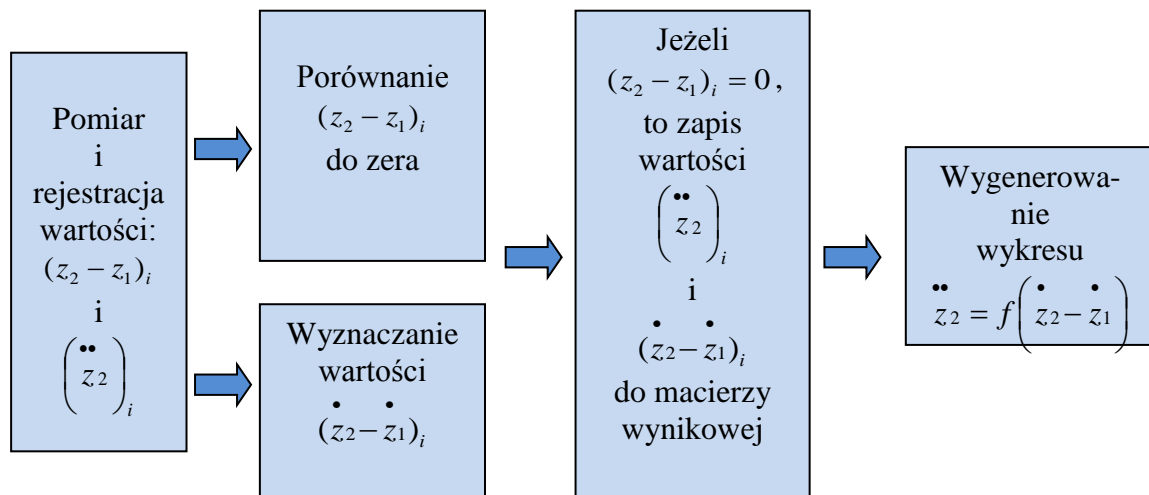 Pomiar
i
rejestracja
wartości:
(z₂ − z₁)ᵢ
i
(z̈₂)ᵢ
Porównanie
(z₂ − z₁)ᵢ
do zera
Wyznaczanie
wartości
(ż₂ − ż₁)ᵢ
Jeżeli
(z₂ − z₁)ᵢ = 0 ,
to zapis
wartości
(z̈₂)ᵢ
i
(ż₂ − ż₁)ᵢ
do macierzy
wynikowej
Wygenerowa-
nie
wykresu
z̈₂ = f(ż₂ − ż₁)